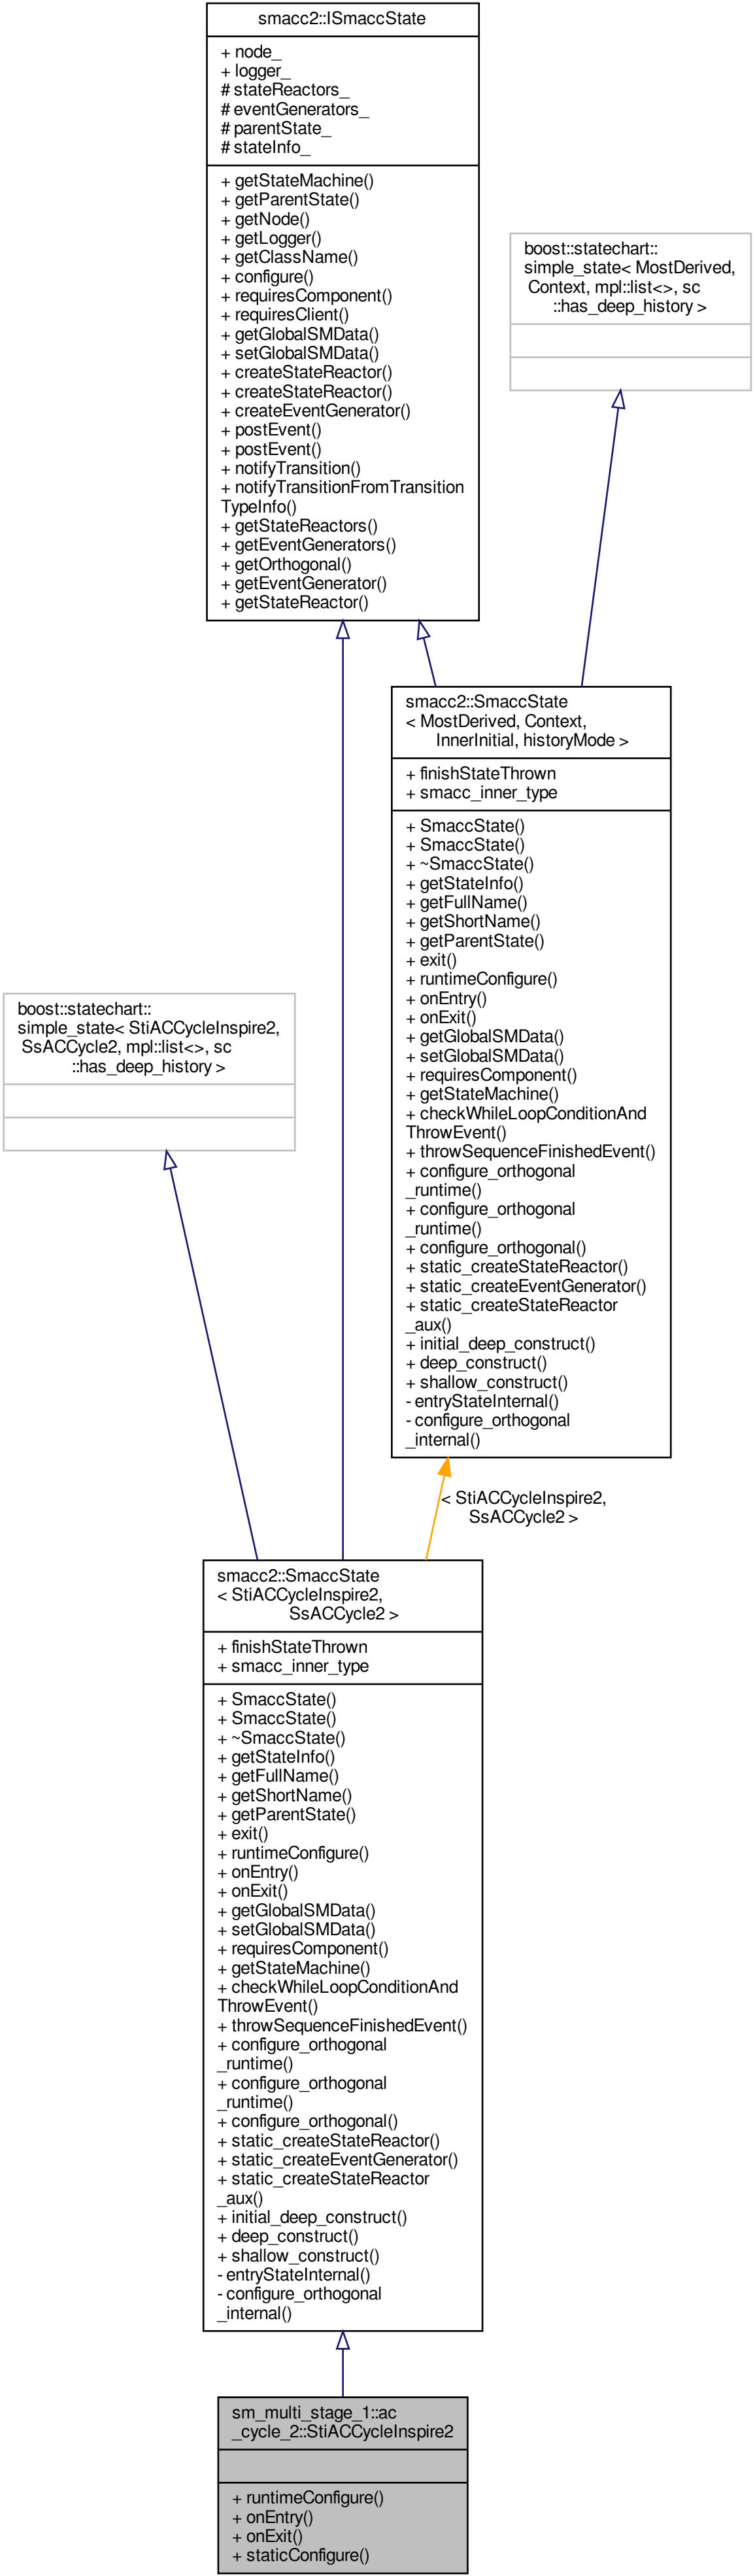 smacc2::ISmaccState
+ node_
+ logger_
# stateReactors_
# eventGenerators_
# parentState_
# stateInfo_
+ getStateMachine()
+ getParentState()
+ getNode()
+ getLogger()
+ getClassName()
+ configure()
+ requiresComponent()
+ requiresClient()
+ getGlobalSMData()
+ setGlobalSMData()
+ createStateReactor()
+ createStateReactor()
+ createEventGenerator()
+ postEvent()
+ postEvent()
+ notifyTransition()
+ notifyTransitionFromTransition
TypeInfo()
+ getStateReactors()
+ getEventGenerators()
+ getOrthogonal()
+ getEventGenerator()
+ getStateReactor()
boost::statechart::
simple_state< MostDerived,
Context, mpl::list<>, sc
::has_deep_history >
smacc2::SmaccState
< MostDerived, Context,
InnerInitial, historyMode >
+ finishStateThrown
+ smacc_inner_type
+ SmaccState()
+ SmaccState()
+ ~SmaccState()
+ getStateInfo()
+ getFullName()
+ getShortName()
+ getParentState()
+ exit()
+ runtimeConfigure()
+ onEntry()
+ onExit()
+ getGlobalSMData()
+ setGlobalSMData()
+ requiresComponent()
+ getStateMachine()
+ checkWhileLoopConditionAnd
ThrowEvent()
+ throwSequenceFinishedEvent()
+ configure_orthogonal
_runtime()
+ configure_orthogonal
_runtime()
+ configure_orthogonal()
+ static_createStateReactor()
+ static_createEventGenerator()
+ static_createStateReactor
_aux()
+ initial_deep_construct()
+ deep_construct()
+ shallow_construct()
- entryStateInternal()
- configure_orthogonal
_internal()
boost::statechart::
simple_state< StiACCycleInspire2,
SsACCycle2, mpl::list<>, sc
::has_deep_history >
< StiACCycleInspire2,
SsACCycle2 >
smacc2::SmaccState
< StiACCycleInspire2,
SsACCycle2 >
+ finishStateThrown
+ smacc_inner_type
+ SmaccState()
+ SmaccState()
+ ~SmaccState()
+ getStateInfo()
+ getFullName()
+ getShortName()
+ getParentState()
+ exit()
+ runtimeConfigure()
+ onEntry()
+ onExit()
+ getGlobalSMData()
+ setGlobalSMData()
+ requiresComponent()
+ getStateMachine()
+ checkWhileLoopConditionAnd
ThrowEvent()
+ throwSequenceFinishedEvent()
+ configure_orthogonal
_runtime()
+ configure_orthogonal
_runtime()
+ configure_orthogonal()
+ static_createStateReactor()
+ static_createEventGenerator()
+ static_createStateReactor
_aux()
+ initial_deep_construct()
+ deep_construct()
+ shallow_construct()
- entryStateInternal()
- configure_orthogonal
_internal()
sm_multi_stage_1::ac
_cycle_2::StiACCycleInspire2
+ runtimeConfigure()
+ onEntry()
+ onExit()
+ staticConfigure()